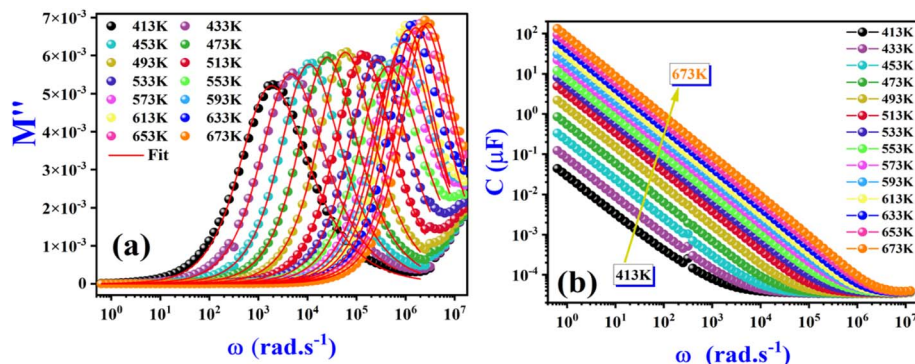 7×10⁻³
6×10⁻³
5×10⁻³
4×10⁻³
3×10⁻³
2×10⁻³
1×10⁻³
0
M''
413K 433K
453K 473K
493K 513K
533K 553K
573K 593K
613K 633K
653K 673K
Fit
(a)
10⁰ 10¹ 10² 10³ 10⁴ 10⁵ 10⁶ 10⁷
ω (rad.s⁻¹)
10²
10¹
10⁰
10⁻¹
10⁻²
10⁻³
10⁻⁴
C (μF)
673K
413K
(b)
413K
433K
453K
473K
493K
513K
533K
553K
573K
593K
613K
633K
653K
673K
10⁰ 10¹ 10² 10³ 10⁴ 10⁵ 10⁶ 10⁷
ω (rad.s⁻¹)